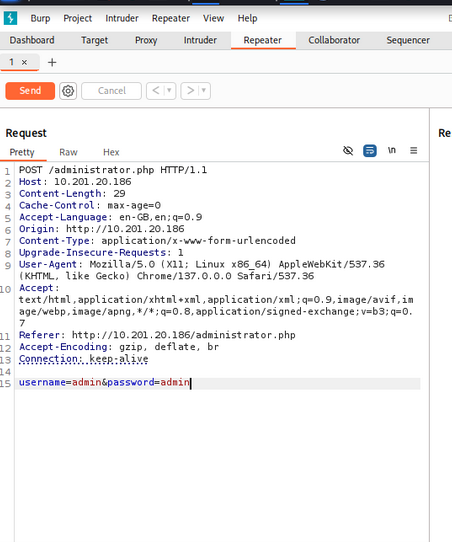 Burp Project Intruder Repeater View Help
Dashboard Target Proxy Intruder Repeater Collaborator Sequencer
1 × +
Send Cancel < >
Request
Re
Pretty Raw Hex \n
1 POST /administrator.php HTTP/1.1
2 Host: 10.201.20.186
3 Content-Length: 29
4 Cache-Control: max-age=0
5 Accept-Language: en-GB,en;q=0.9
6 Origin: http://10.201.20.186
7 Content-Type: application/x-www-form-urlencoded
8 Upgrade-Insecure-Requests: 1
9 User-Agent: Mozilla/5.0 (X11; Linux x86_64) AppleWebKit/537.36
(KHTML, like Gecko) Chrome/137.0.0.0 Safari/537.36
10 Accept:
text/html,application/xhtml+xml,application/xml;q=0.9,image/avif,im
age/webp,image/apng,*/*;q=0.8,application/signed-exchange;v=b3;q=0.
7
11 Referer: http://10.201.20.186/administrator.php
12 Accept-Encoding: gzip, deflate, br
13 Connection: keep-alive
14
15 username=admin&password=admin